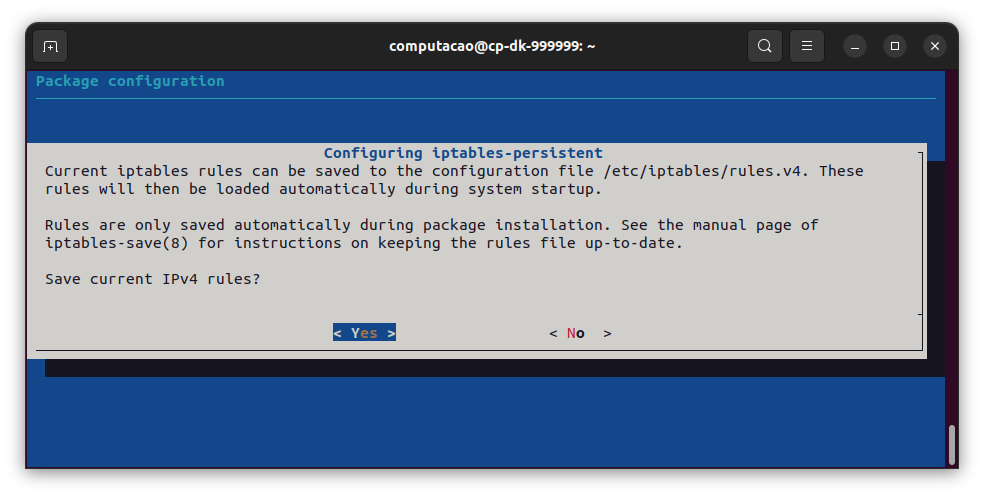 computacao@cp-dk-999999: ~
Package configuration
Configuring iptables-persistent
Current iptables rules can be saved to the configuration file /etc/iptables/rules.v4. These
rules will then be loaded automatically during system startup.
Rules are only saved automatically during package installation. See the manual page of
iptables-save(8) for instructions on keeping the rules file up-to-date.
Save current IPv4 rules?
< Yes > < No >